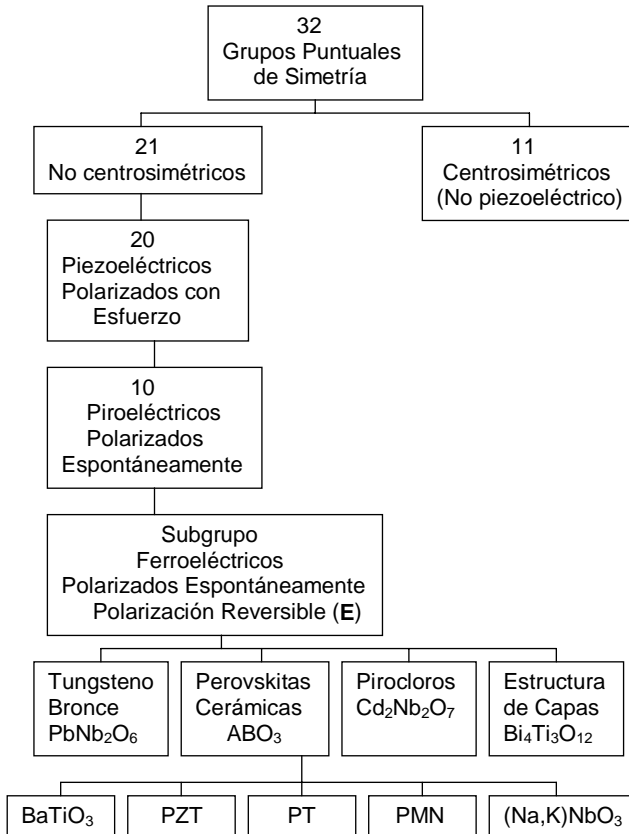 32
Grupos Puntuales
de Simetría
21
No centrosimétricos
11
Centrosimétricos
(No piezoeléctrico)
20
Piezoeléctricos
Polarizados con
Esfuerzo
10
Piroeléctricos
Polarizados
Espontáneamente
Subgrupo
Ferroeléctricos
Polarizados Espontáneamente
Polarización Reversible (E)
Tungsteno
Bronce
PbNb₂O₆
Perovskitas
Cerámicas
ABO₃
Pirocloros
Cd₂Nb₂O₇
Estructura
de Capas
Bi₄Ti₃O₁₂
BaTiO₃
PZT
PT
PMN
(Na,K)NbO₃